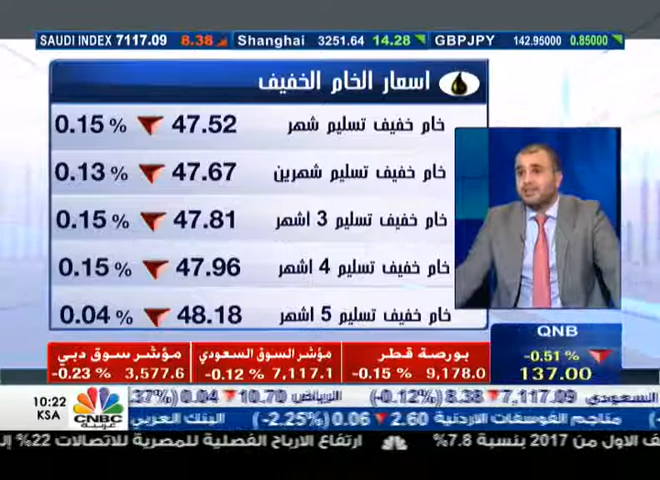 SAUDI INDEX 7117.09 8.38 Shanghai 3251.64 14.28 GBPJPY 142.95000 0.85000
اسعار الخام الخفيف
خام خفيف تسليم شهر 47.52 0.15 %
خام خفيف تسليم شهرين 47.67 0.13 %
خام خفيف تسليم 3 اشهر 47.81 0.15 %
خام خفيف تسليم 4 اشهر 47.96 0.15 %
خام خفيف تسليم 5 اشهر 48.18 0.04 %
QNB
-0.51 %
137.00
بورصة قطر
-0.15 % 9,178.0
مؤشر السوق السعودي
-0.12 % 7,117.1
مؤشر سوق دبي
-0.23 % 3,577.6
10:22
KSA
CNBC
عربية
السعودي 7,117.09 8.38 (-0.12%) الرياض 10.70 0.04 37%)
مناجم الفوسفات الاردنية 2.60 0.06 (-2.25%) البنك العربي
ف الاول من 2017 بنسبة 7.8% ارتفاع الارباح الفصلية للمصرية للاتصالات 22% إلـ